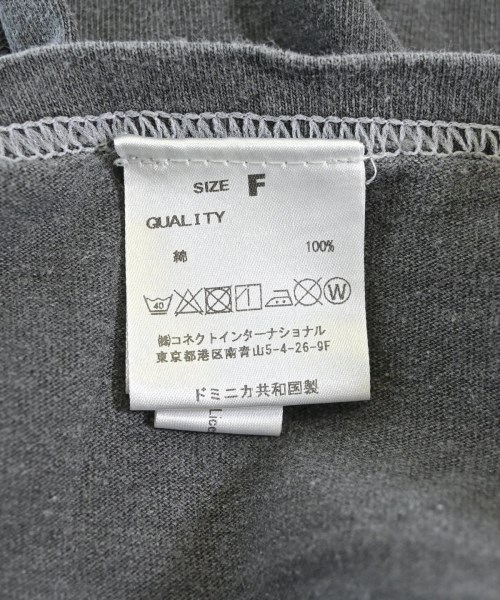 SIZE F
QUALITY
綿 100%
40 W
㈱コネクトインターナショナル
東京都港区南青山5-4-26-9F
ドミニカ共和国製
Lice